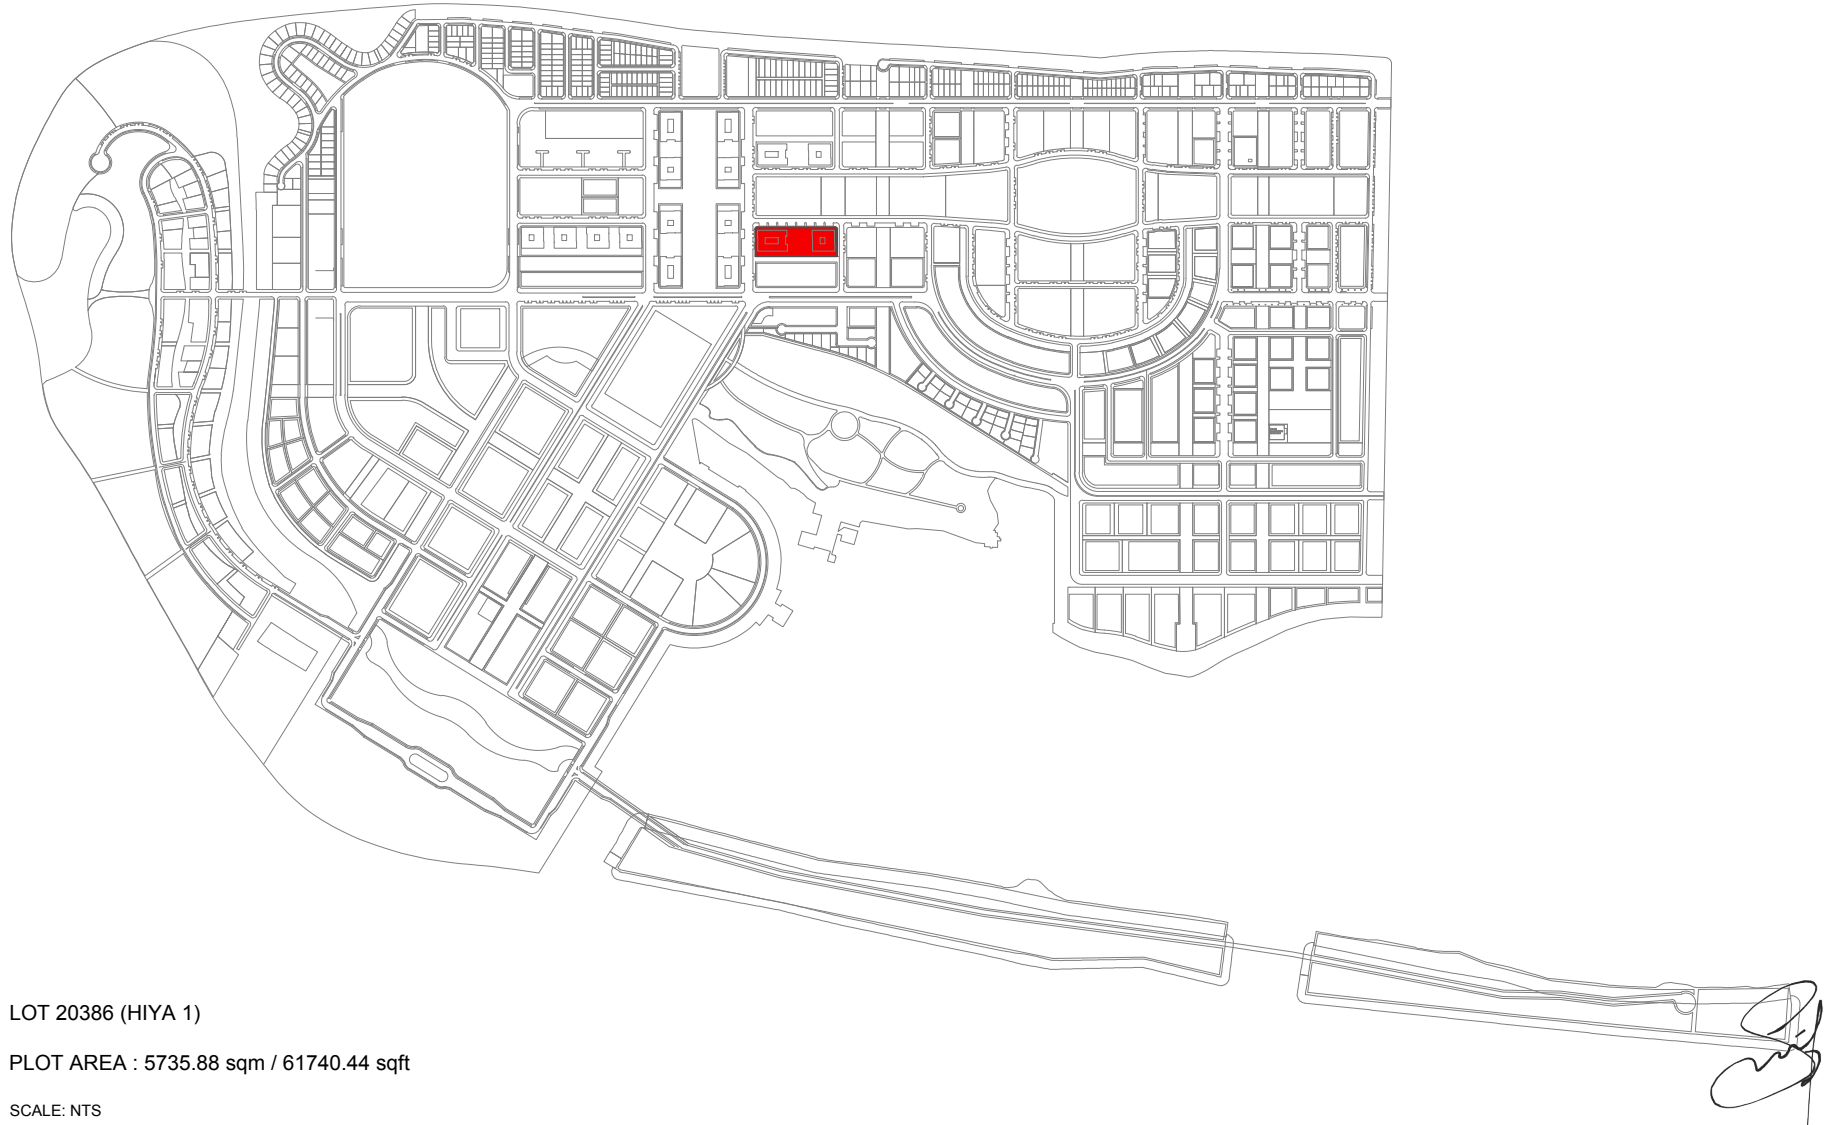 LOT 20386 (HIYA 1)
PLOT AREA : 5735.88 sqm / 61740.44 sqft
SCALE: NTS